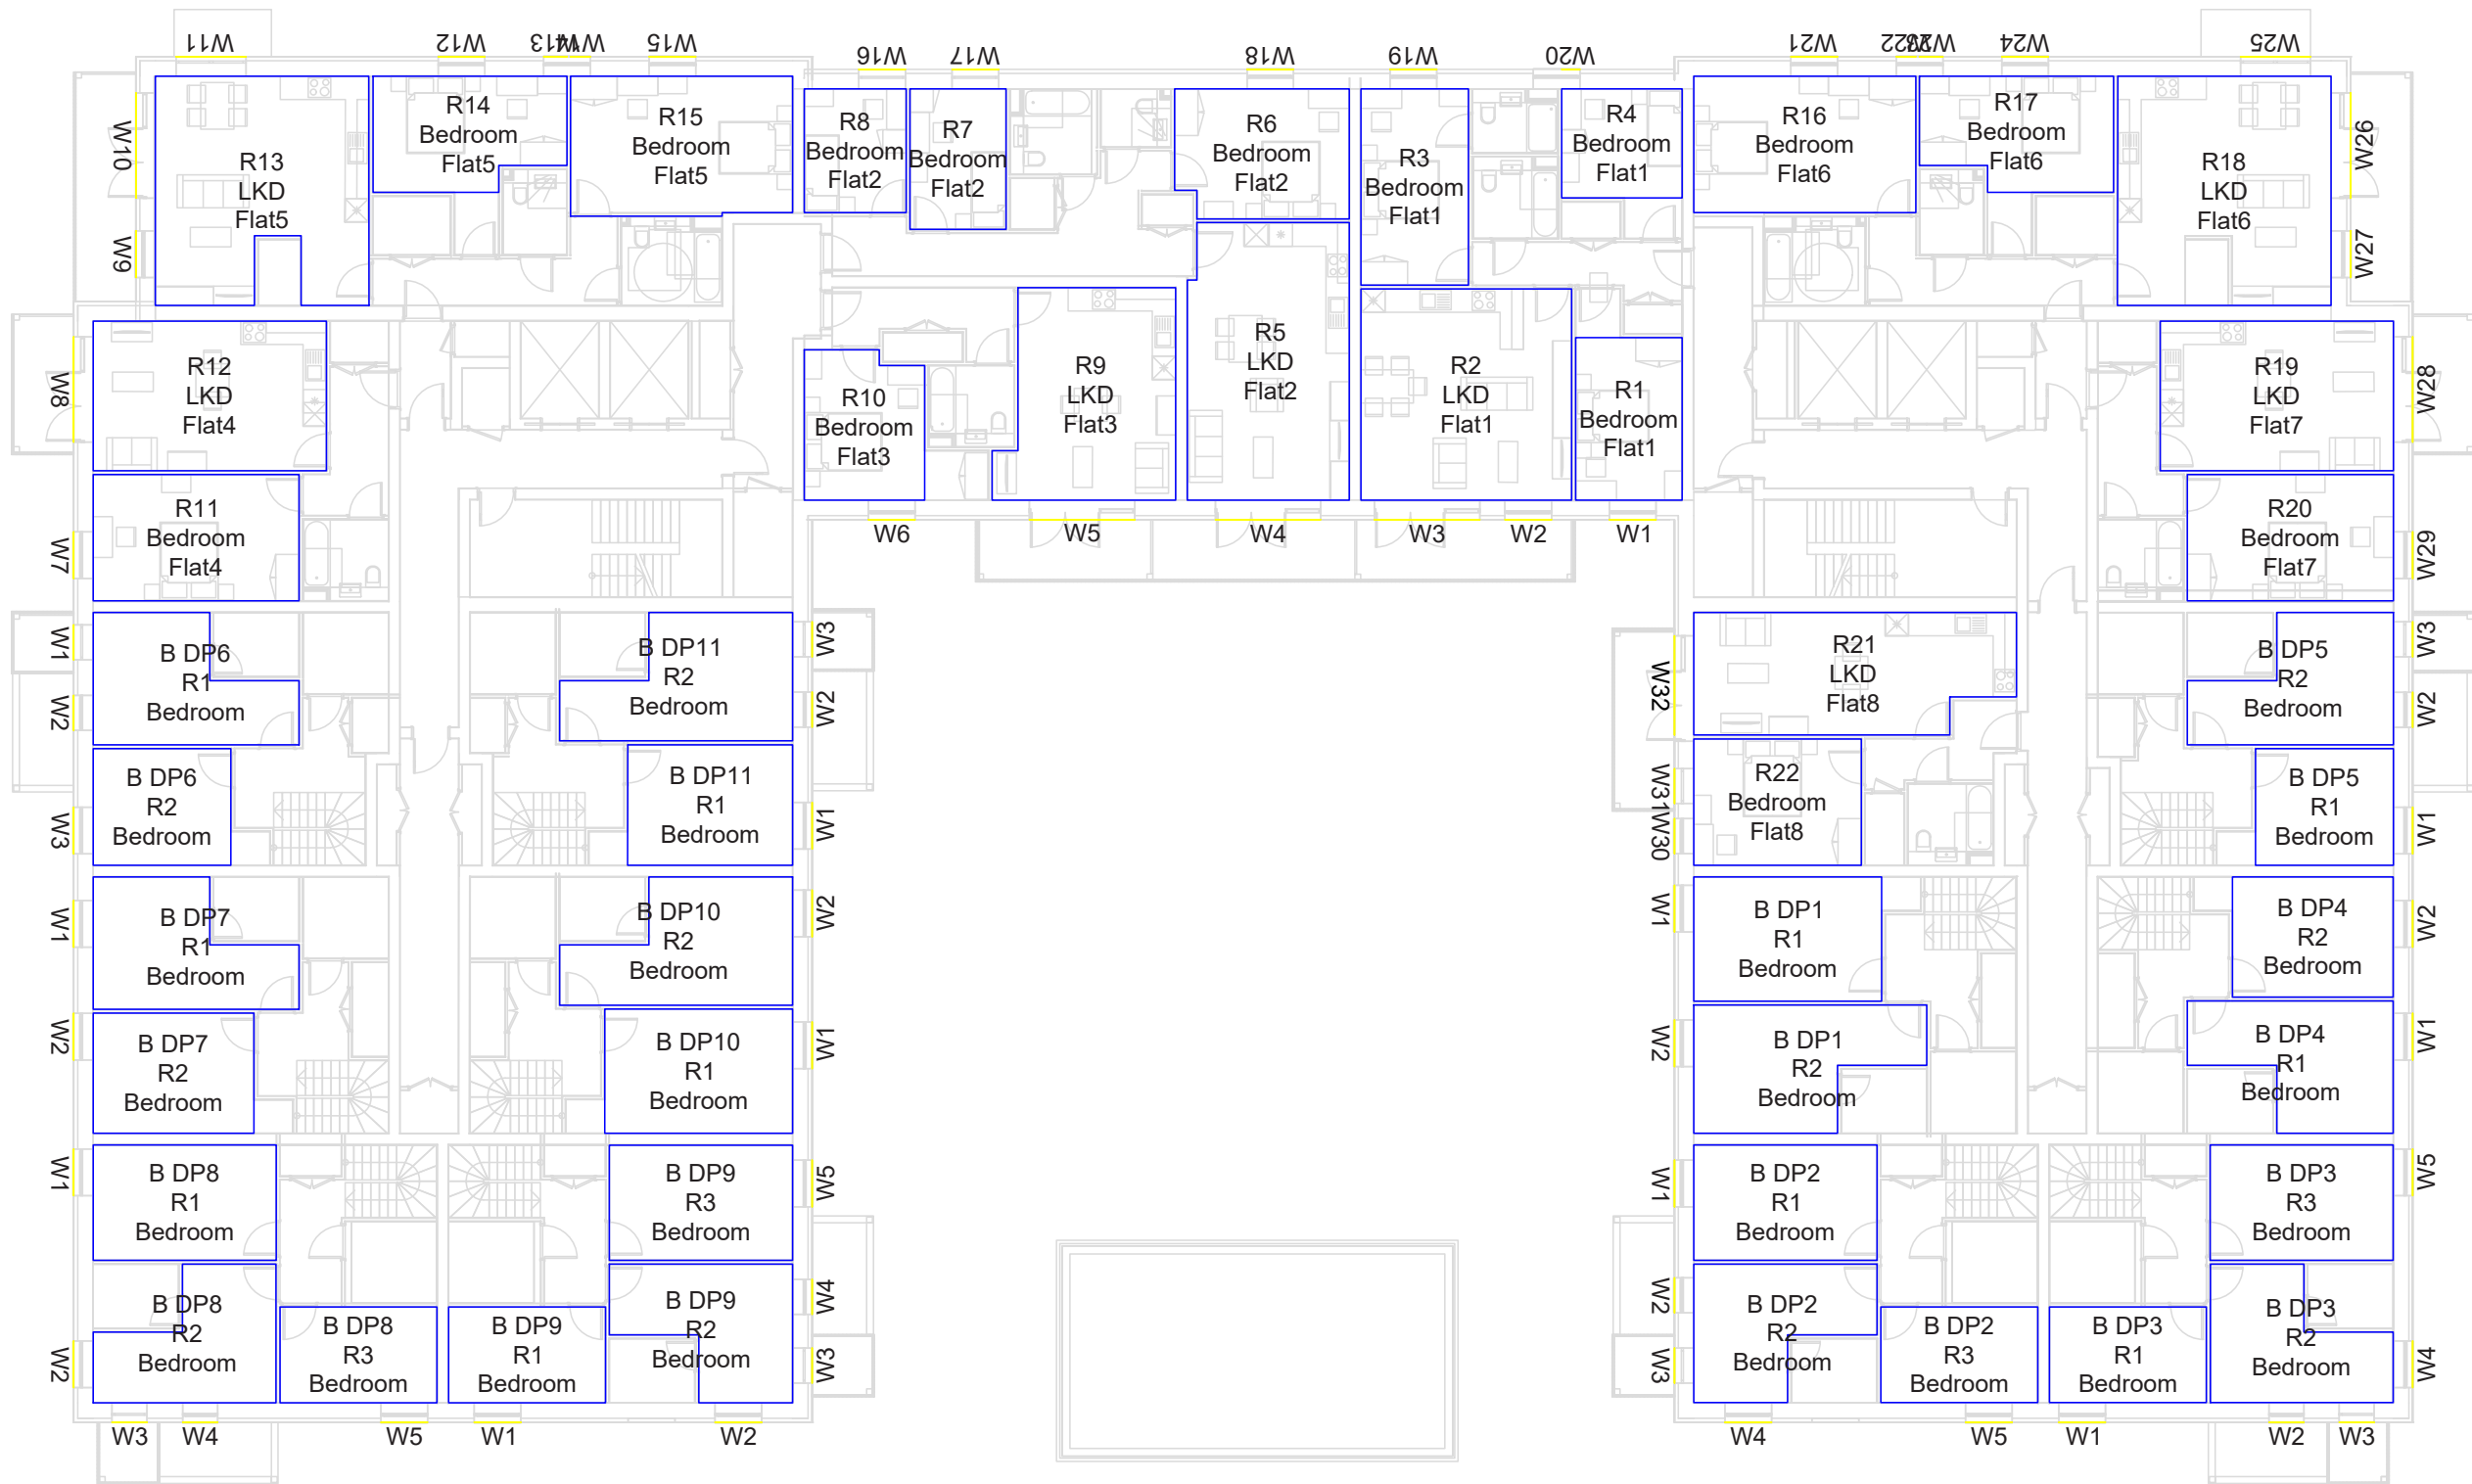 W11
W12
W13
W14
W15
W16
W17
W18
W19
W20
W21
W22
W23
W24
W25
W10
W9
R13
LKD
Flat5
R14
Bedroom
Flat5
R15
Bedroom
Flat5
R8
Bedroom
Flat2
R7
Bedroom
Flat2
R6
Bedroom
Flat2
R3
Bedroom
Flat1
R4
Bedroom
Flat1
R16
Bedroom
Flat6
R17
Bedroom
Flat6
R18
LKD
Flat6
W26
W27
W8
R12
LKD
Flat4
R10
Bedroom
Flat3
R9
LKD
Flat3
R5
LKD
Flat2
R2
LKD
Flat1
R1
Bedroom
Flat1
R19
LKD
Flat7
W28
W7
R11
Bedroom
Flat4
W6
W5
W4
W3
W2
W1
R20
Bedroom
Flat7
W29
W1
W2
B DP6
R1
Bedroom
B DP11
R2
Bedroom
W3
W2
W32
R21
LKD
Flat8
B DP5
R2
Bedroom
W3
W2
W3
B DP6
R2
Bedroom
B DP11
R1
Bedroom
W1
W31
W30
R22
Bedroom
Flat8
B DP5
R1
Bedroom
W1
W1
B DP7
R1
Bedroom
B DP10
R2
Bedroom
W2
W1
B DP1
R1
Bedroom
B DP4
R2
Bedroom
W2
W2
B DP7
R2
Bedroom
B DP10
R1
Bedroom
W1
W2
B DP1
R2
Bedroom
B DP4
R1
Bedroom
W1
W1
B DP8
R1
Bedroom
B DP9
R3
Bedroom
W5
W1
B DP2
R1
Bedroom
B DP3
R3
Bedroom
W5
W2
B DP8
R2
Bedroom
B DP8
R3
Bedroom
B DP9
R1
Bedroom
B DP9
R2
Bedroom
W4
W3
W2
W3
B DP2
R2
Bedroom
B DP2
R3
Bedroom
B DP3
R1
Bedroom
B DP3
R2
Bedroom
W4
W3
W4
W5
W1
W2
W4
W5
W1
W2
W3